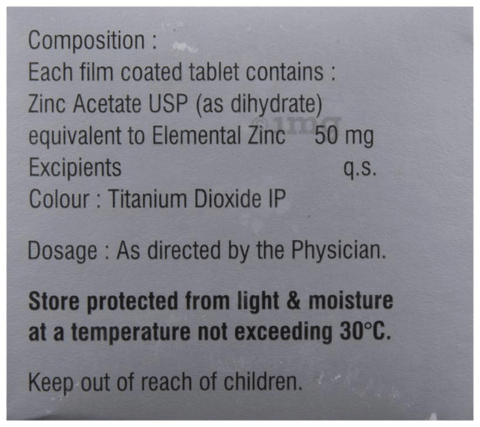 Composition :
Each film coated tablet contains :
Zinc Acetate USP (as dihydrate)
equivalent to Elemental Zinc 50 mg
Excipients q.s.
Colour : Titanium Dioxide IP
Dosage : As directed by the Physician.
Store protected from light & moisture
at a temperature not exceeding 30°C.
Keep out of reach of children.
1mg